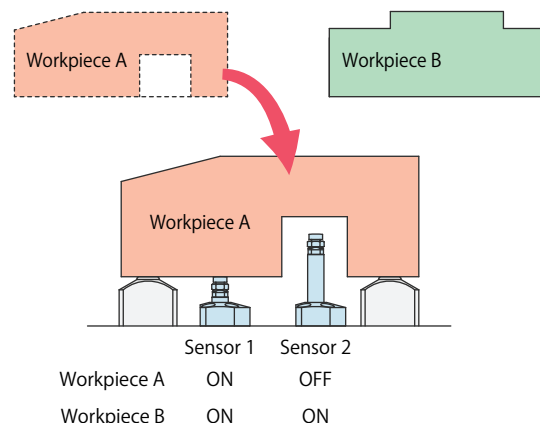 Workpiece A
Workpiece B
Workpiece A
Sensor 1 Sensor 2
Workpiece A ON OFF
Workpiece B ON ON